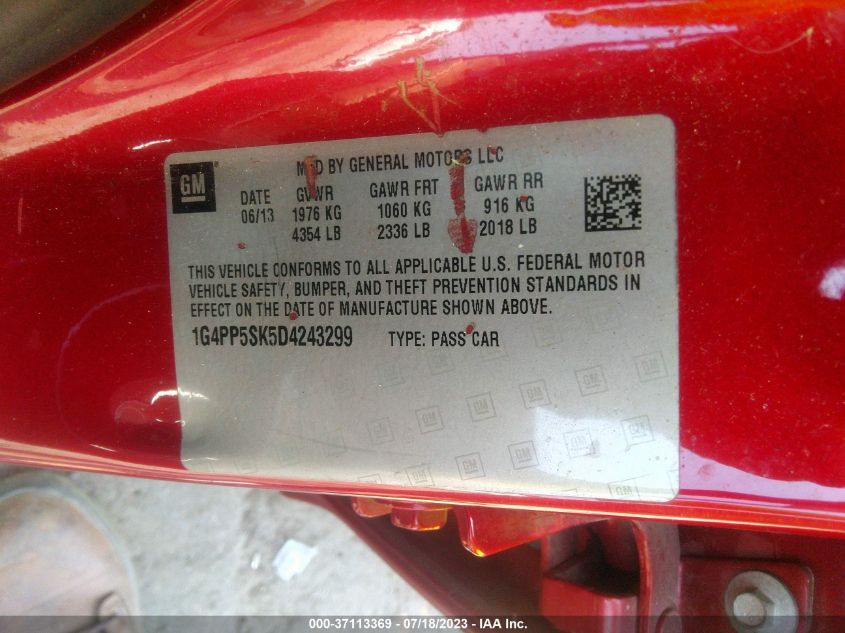 GM
MFD BY GENERAL MOTORS LLC
DATE GVWR GAWR FRT GAWR RR
06/13 1976 KG 1060 KG 916 KG
4354 LB 2336 LB 2018 LB
THIS VEHICLE CONFORMS TO ALL APPLICABLE U.S. FEDERAL MOTOR
VEHICLE SAFETY, BUMPER, AND THEFT PREVENTION STANDARDS IN
EFFECT ON THE DATE OF MANUFACTURE SHOWN ABOVE.
1G4PP5SK5D4243299 TYPE: PASS CAR
000-37113369 - 07/18/2023 - IAA Inc.